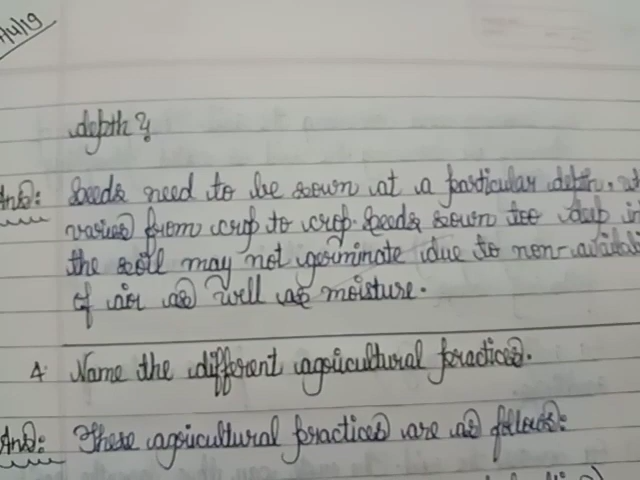 /4/19
depth?
Ans: Seeds need to be sown at a particular depth.
varies from crop to crop. Seeds sown too deep in
the soil may not germinate due to non-availabi
of air as well as moisture.
4. Name the different agricultural practices.
Ans: These agricultural practices are as follows: